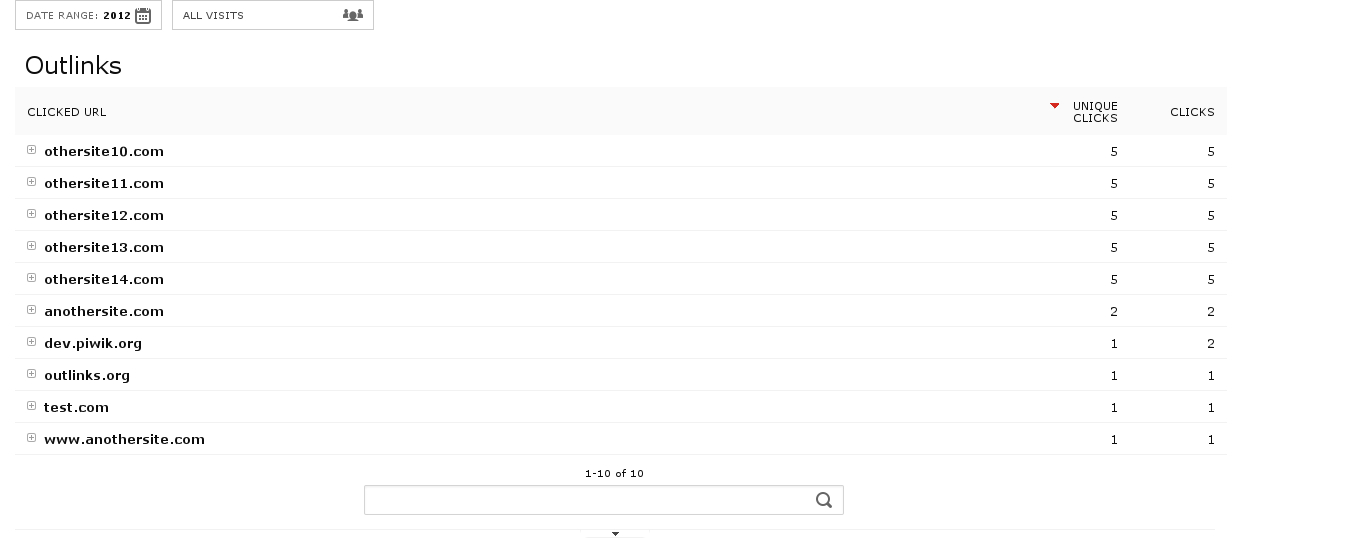 DATE RANGE: 2012 ALL VISITS
Outlinks
CLICKED URL UNIQUE CLICKS CLICKS
othersite10.com 5 5
othersite11.com 5 5
othersite12.com 5 5
othersite13.com 5 5
othersite14.com 5 5
anothersite.com 2 2
dev.piwik.org 1 2
outlinks.org 1 1
test.com 1 1
www.anothersite.com 1 1
1-10 of 10